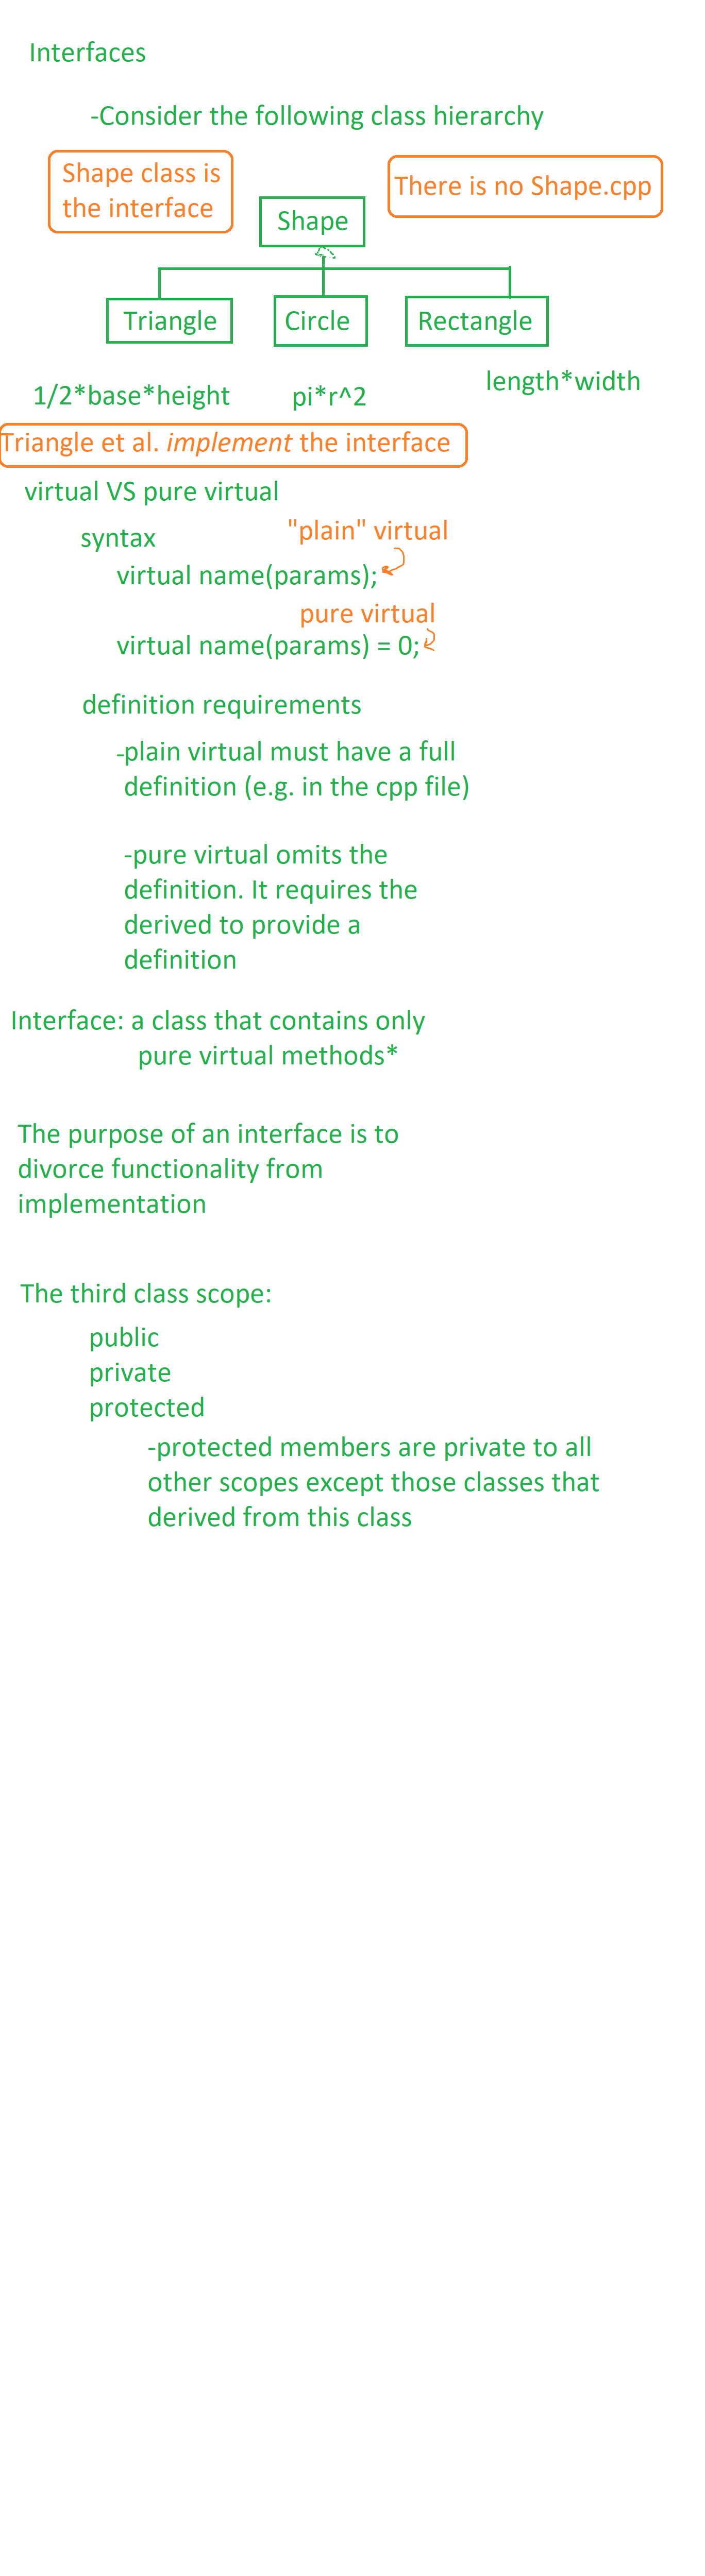 Interfaces
-Consider the following class hierarchy
Shape class is
the interface
There is no Shape.cpp
Shape
Triangle
Circle
Rectangle
1/2*base*height
pi*r^2
length*width
Triangle et al. implement the interface
virtual VS pure virtual
syntax
"plain" virtual
virtual name(params);
pure virtual
virtual name(params) = 0;
definition requirements
-plain virtual must have a full
definition (e.g. in the cpp file)
-pure virtual omits the
definition. It requires the
derived to provide a
definition
Interface: a class that contains only
pure virtual methods*
The purpose of an interface is to
divorce functionality from
implementation
The third class scope:
public
private
protected
-protected members are private to all
other scopes except those classes that
derived from this class